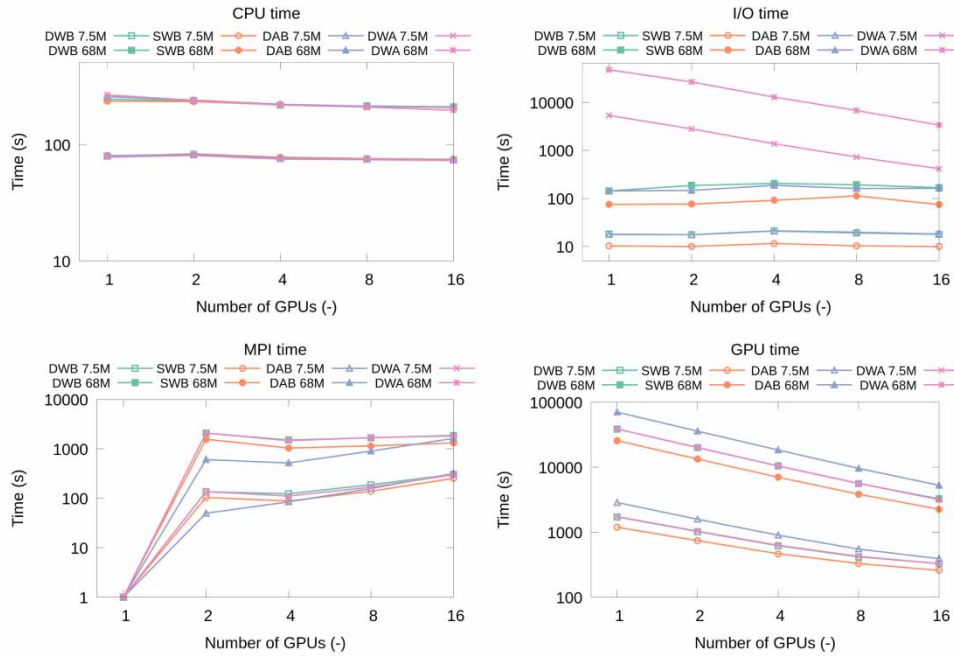 CPU time
DWB 7.5M SWB 7.5M DAB 7.5M DWA 7.5M
DWB 68M SWB 68M DAB 68M DWA 68M
Time (s)
100
10
1 2 4 8 16
Number of GPUs (-)
I/O time
DWB 7.5M SWB 7.5M DAB 7.5M DWA 7.5M
DWB 68M SWB 68M DAB 68M DWA 68M
Time (s)
10000
1000
100
10
1 2 4 8 16
Number of GPUs (-)
MPI time
DWB 7.5M SWB 7.5M DAB 7.5M DWA 7.5M
DWB 68M SWB 68M DAB 68M DWA 68M
Time (s)
10000
1000
100
10
1
1 2 4 8 16
Number of GPUs (-)
GPU time
DWB 7.5M SWB 7.5M DAB 7.5M DWA 7.5M
DWB 68M SWB 68M DAB 68M DWA 68M
Time (s)
100000
10000
1000
100
1 2 4 8 16
Number of GPUs (-)